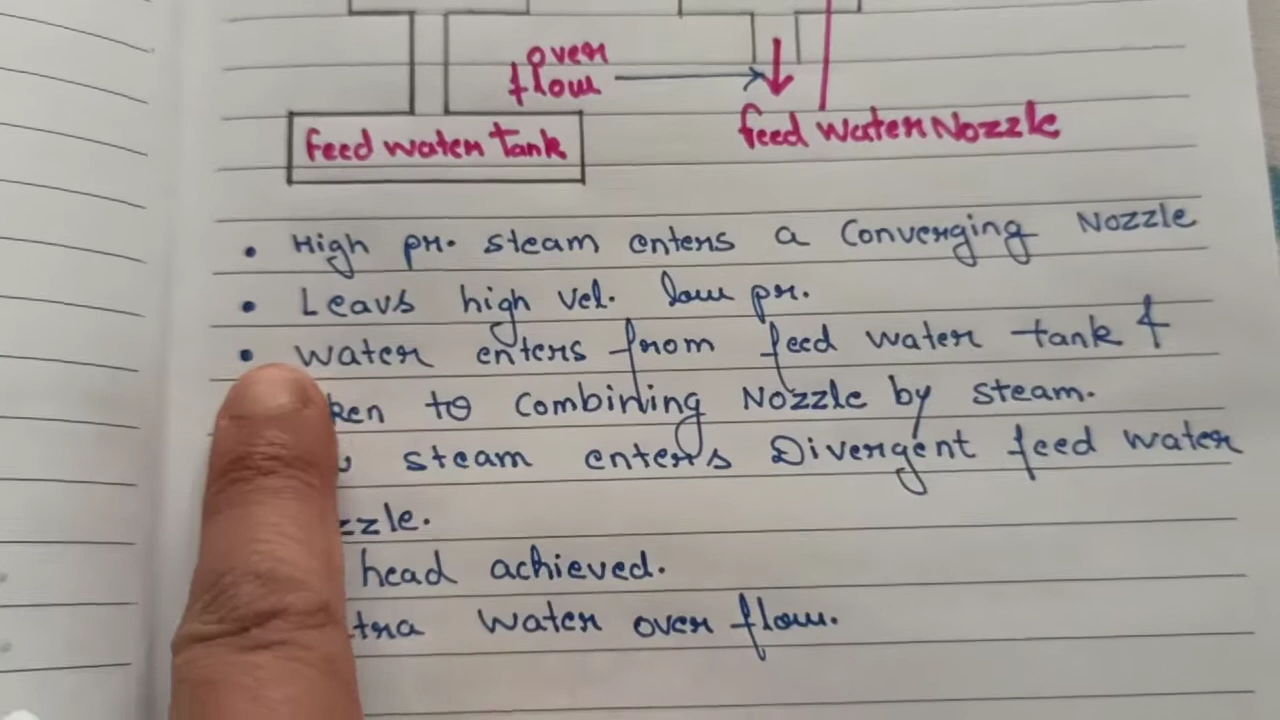 over
flow
feed water Tank
feed water Nozzle
• High pr. steam enters a Converging Nozzle
• Leavs high vel. low pr.
• Water enters from feed water tank &
ken to Combining Nozzle by steam.
steam enters Divergent feed water
zzle.
head achieved.
tra water over flow.